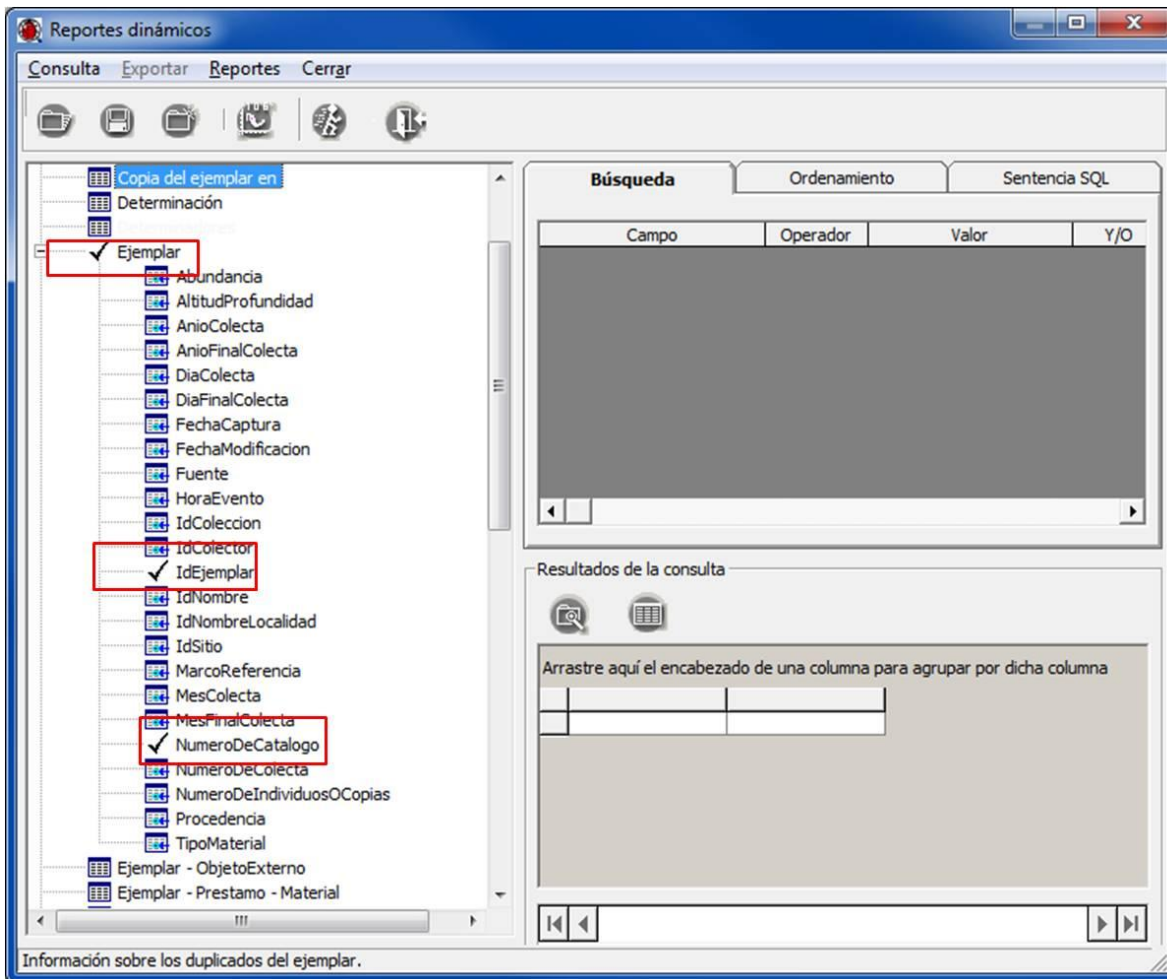 Reportes dinámicos
Consulta Exportar Reportes Cerrar
Copia del ejemplar en
Determinación
Determinadores
Ejemplar
Abundancia
AltitudProfundidad
AnioColecta
AnioFinalColecta
DiaColecta
DiaFinalColecta
FechaCaptura
FechaModificacion
Fuente
HoraEvento
IdColeccion
IdColector
IdEjemplar
IdNombre
IdNombreLocalidad
IdSitio
MarcoReferencia
MesColecta
MesFinalColecta
NumeroDeCatalogo
NumeroDeColecta
NumeroDeIndividuosOCopias
Procedencia
TipoMaterial
Ejemplar - ObjetoExterno
Ejemplar - Prestamo - Material
Búsqueda Ordenamiento Sentencia SQL
Campo Operador Valor Y/O
Resultados de la consulta
Arrastre aquí el encabezado de una columna para agrupar por dicha columna
Información sobre los duplicados del ejemplar.